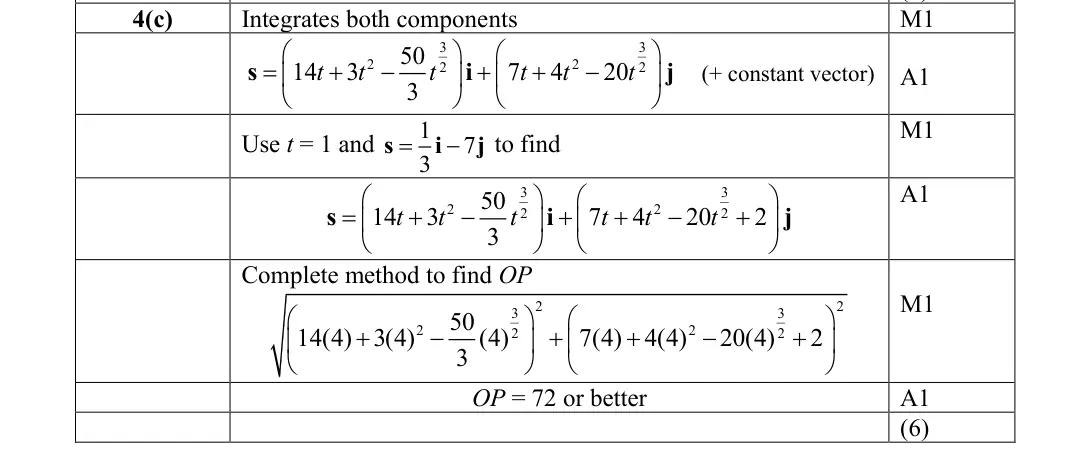 4(c) Integrates both components M1
s = (14t + 3t² − 50/3 t^(3/2)) i + (7t + 4t² − 20t^(3/2)) j (+ constant vector) A1
Use t = 1 and s = 1/3 i − 7j to find M1
s = (14t + 3t² − 50/3 t^(3/2)) i + (7t + 4t² − 20t^(3/2) + 2) j A1
Complete method to find OP
√((14(4) + 3(4)² − 50/3 (4)^(3/2))² + (7(4) + 4(4)² − 20(4)^(3/2) + 2)²) M1
OP = 72 or better A1
(6)